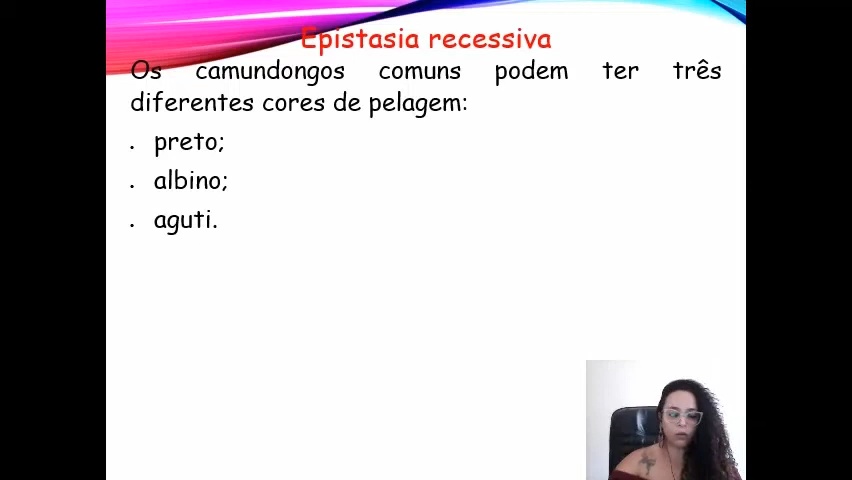 Epistasia recessiva
Os camundongos comuns podem ter três
diferentes cores de pelagem:
. preto;
. albino;
. aguti.